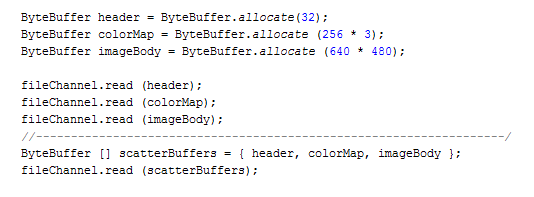 ByteBuffer header = ByteBuffer.allocate(32);
ByteBuffer colorMap = ByteBuffer.allocate (256 * 3);
ByteBuffer imageBody = ByteBuffer.allocate (640 * 480);
fileChannel.read (header);
fileChannel.read (colorMap);
fileChannel.read (imageBody);
//-----------------------------------------------------------------/
ByteBuffer [] scatterBuffers = { header, colorMap, imageBody };
fileChannel.read (scatterBuffers);